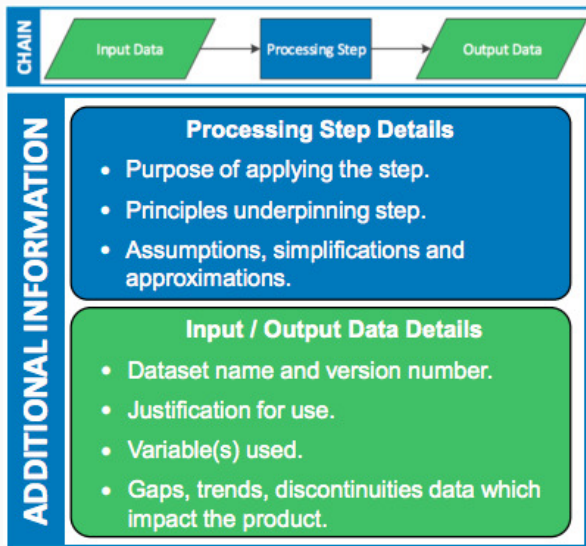 CHAIN
Input Data
Processing Step
Output Data
ADDITIONAL INFORMATION
Processing Step Details
• Purpose of applying the step.
• Principles underpinning step.
• Assumptions, simplifications and
approximations.
Input / Output Data Details
• Dataset name and version number.
• Justification for use.
• Variable(s) used.
• Gaps, trends, discontinuities data which
impact the product.